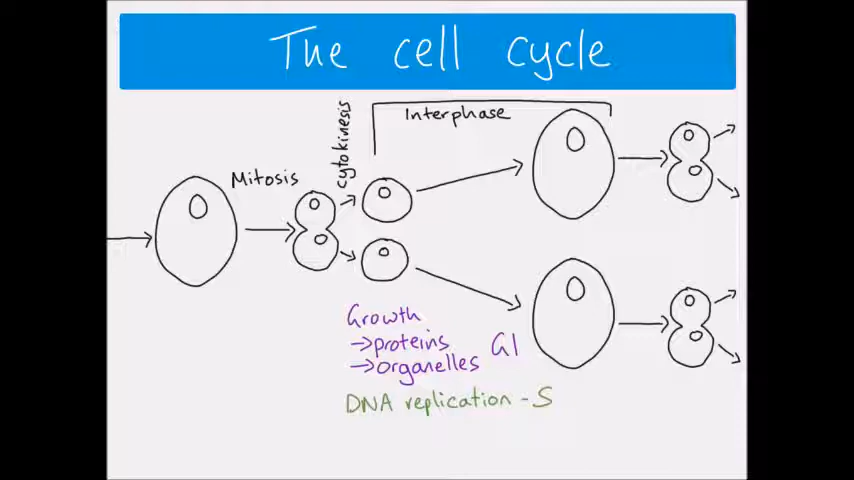 The cell cycle
cytokinesis
Interphase
Mitosis
Growth
→proteins
→organelles G1
DNA replication - S